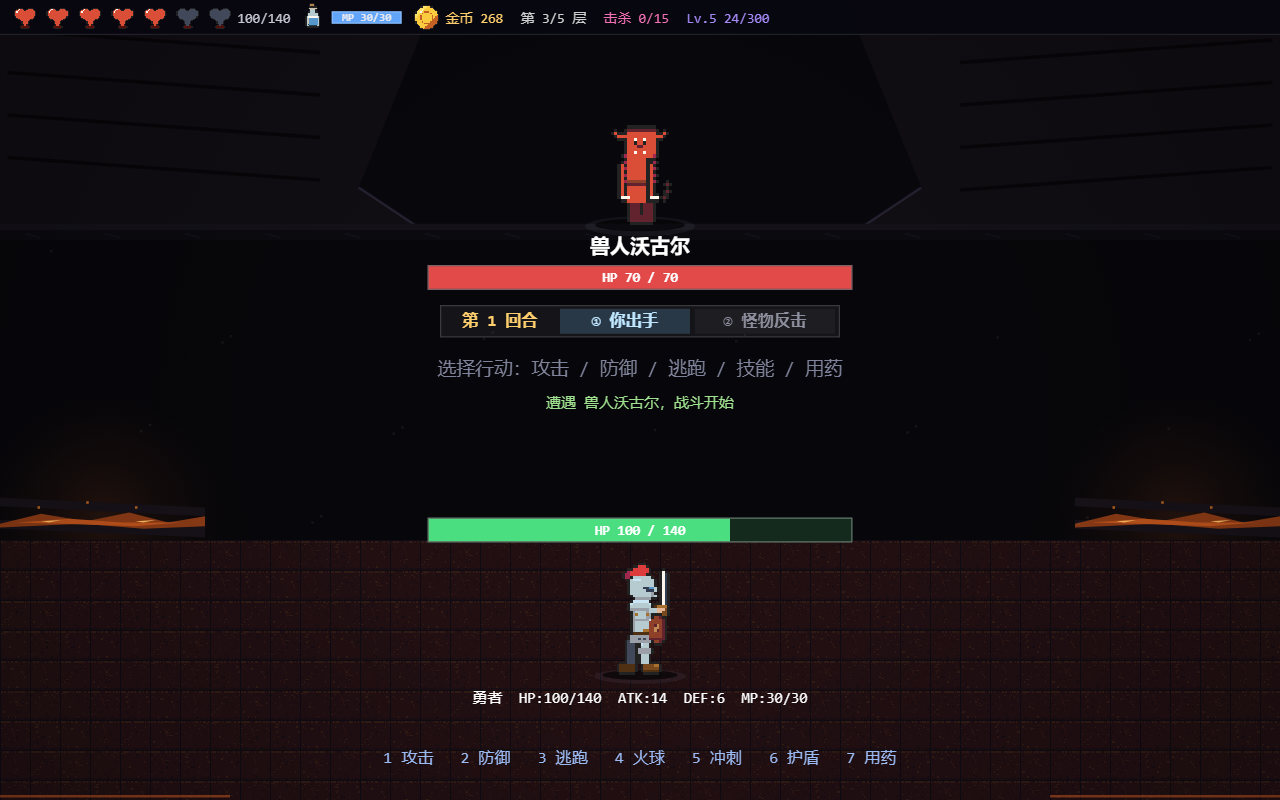 100/140 MP 30/30 金币 268 第 3/5 层 击杀 0/15 Lv.5 24/300
兽人沃古尔
HP 70 / 70
第 1 回合 ① 你出手 ② 怪物反击
选择行动: 攻击 / 防御 / 逃跑 / 技能 / 用药
遭遇 兽人沃古尔, 战斗开始
HP 100 / 140
勇者 HP:100/140 ATK:14 DEF:6 MP:30/30
1 攻击 2 防御 3 逃跑 4 火球 5 冲刺 6 护盾 7 用药